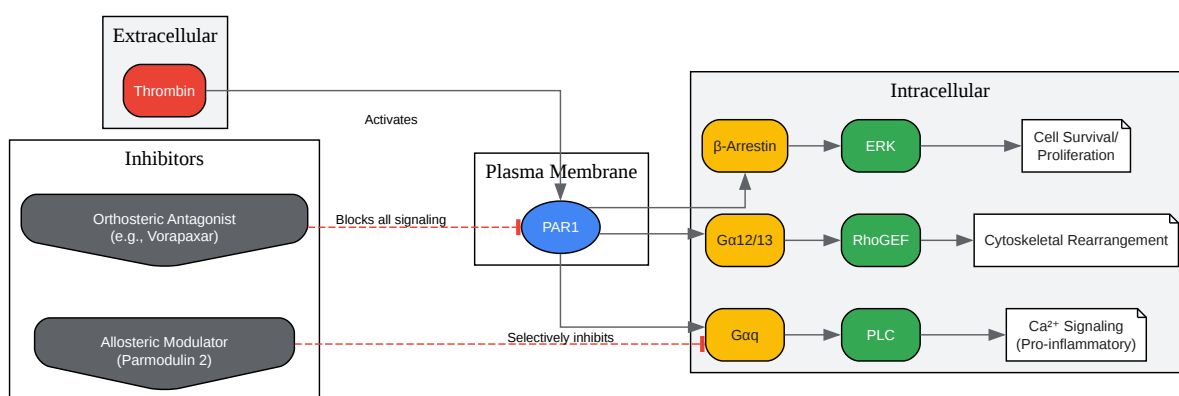 Extracellular
Thrombin
Activates
Inhibitors
Orthosteric Antagonist
(e.g., Vorapaxar)
Blocks all signaling
Allosteric Modulator
(Parmodulin 2)
Selectively inhibits
Plasma Membrane
PAR1
Intracellular
β-Arrestin
ERK
Cell Survival/
Proliferation
Gα12/13
RhoGEF
Cytoskeletal Rearrangement
Gαq
PLC
Ca²⁺ Signaling
(Pro-inflammatory)